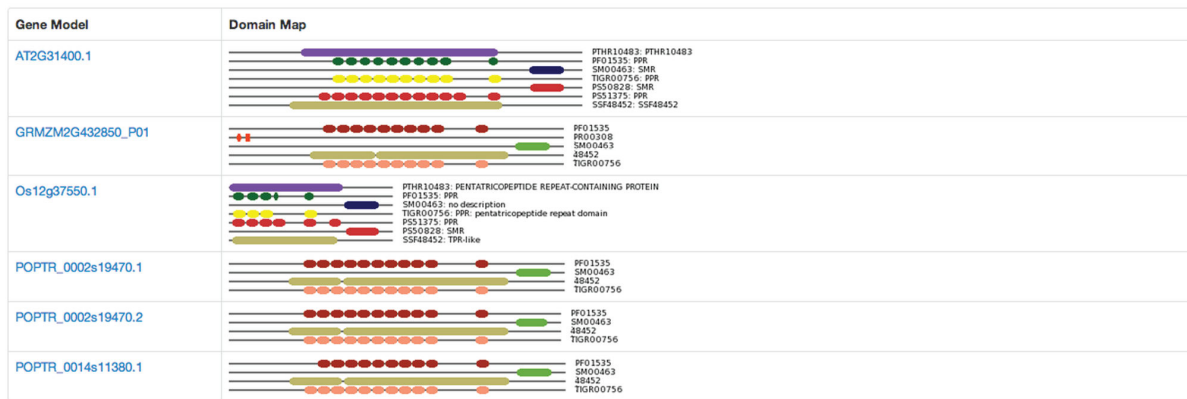 Gene Model Domain Map
AT2G31400.1
PTHR10483: PTHR10483
PF01535: PPR
SM00463: SMR
TIGR00756: PPR
PS50828: SMR
PS51375: PPR
SSF48452: SSF48452
GRMZM2G432850_P01
PF01535
PR00308
SM00463
48452
TIGR00756
Os12g37550.1
PTHR10483: PENTATRICOPEPTIDE REPEAT-CONTAINING PROTEIN
PF01535: PPR
SM00463: no description
TIGR00756: PPR: pentatricopeptide repeat domain
PS51375: PPR
PS50828: SMR
SSF48452: TPR-like
POPTR_0002s19470.1
PF01535
SM00463
48452
TIGR00756
POPTR_0002s19470.2
PF01535
SM00463
48452
TIGR00756
POPTR_0014s11380.1
PF01535
SM00463
48452
TIGR00756